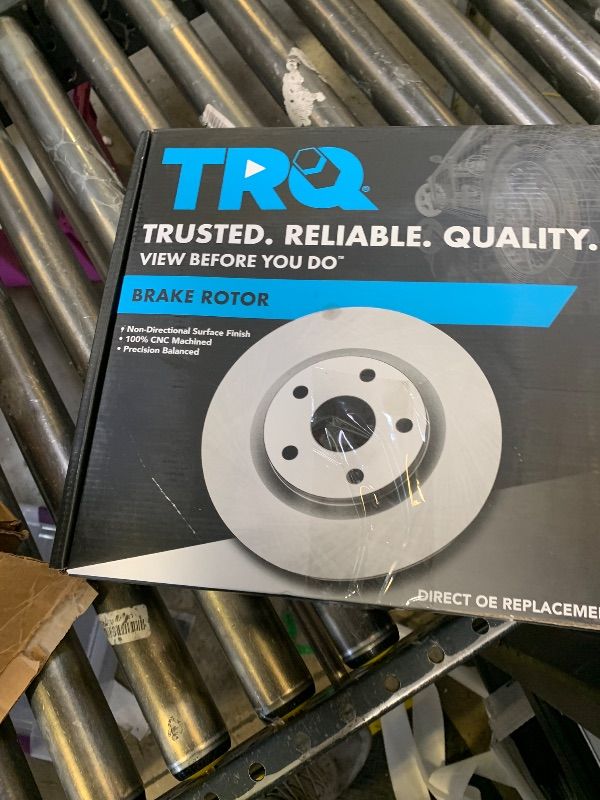 TRQ®
TRUSTED. RELIABLE. QUALITY.
VIEW BEFORE YOU DO™
BRAKE ROTOR
• Non-Directional Surface Finish
• 100% CNC Machined
• Precision Balanced
DIRECT OE REPLACEME